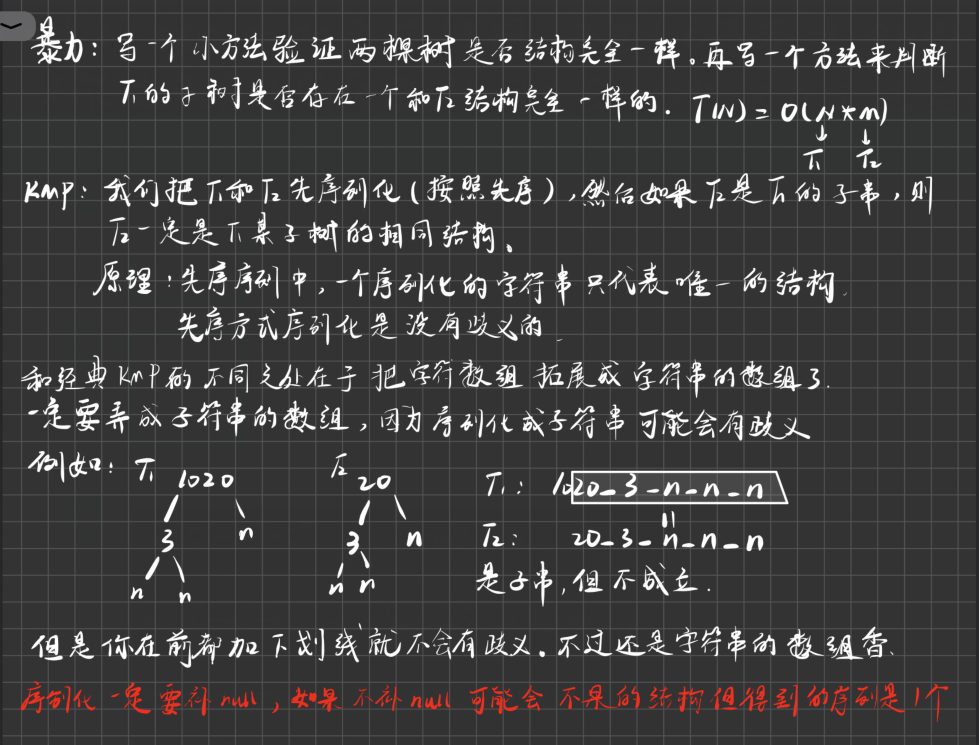 暴力：写一个小方法验证两棵树是否结构完全一样。再写一个方法来判断
T₁的子树是否存在一个和T₂结构完全一样的. T(N) = O(N*m)
↓ ↓
T₁ T₂
KMP：我们把T₁和T₂先序列化(按照先序)，然后如果T₂是T₁的子串，则
T₂一定是T₁某子树的相同结构、
原理：先序序列中，一个序列化的字符串只代表唯一的结构.
先序方式序列化是没有歧义的.
和经典KMP的不同之处在于把字符数组拓展成字符串的数组了.
一定要弄成子符串的数组，因为序列化成子符串可能会有歧义
例如： T₁ 1020 T₂ 20 T₁： 1020_3_n_n_n
3 n 3 n T₂： 20_3_n_n_n
n n n n 是子串，但不成立.
但是你在前都加下划线就不会有歧义。不过还是字符串的数组香.
序列化一定要补null，如果不补null可能会不一样的结构但得到的序列是1个